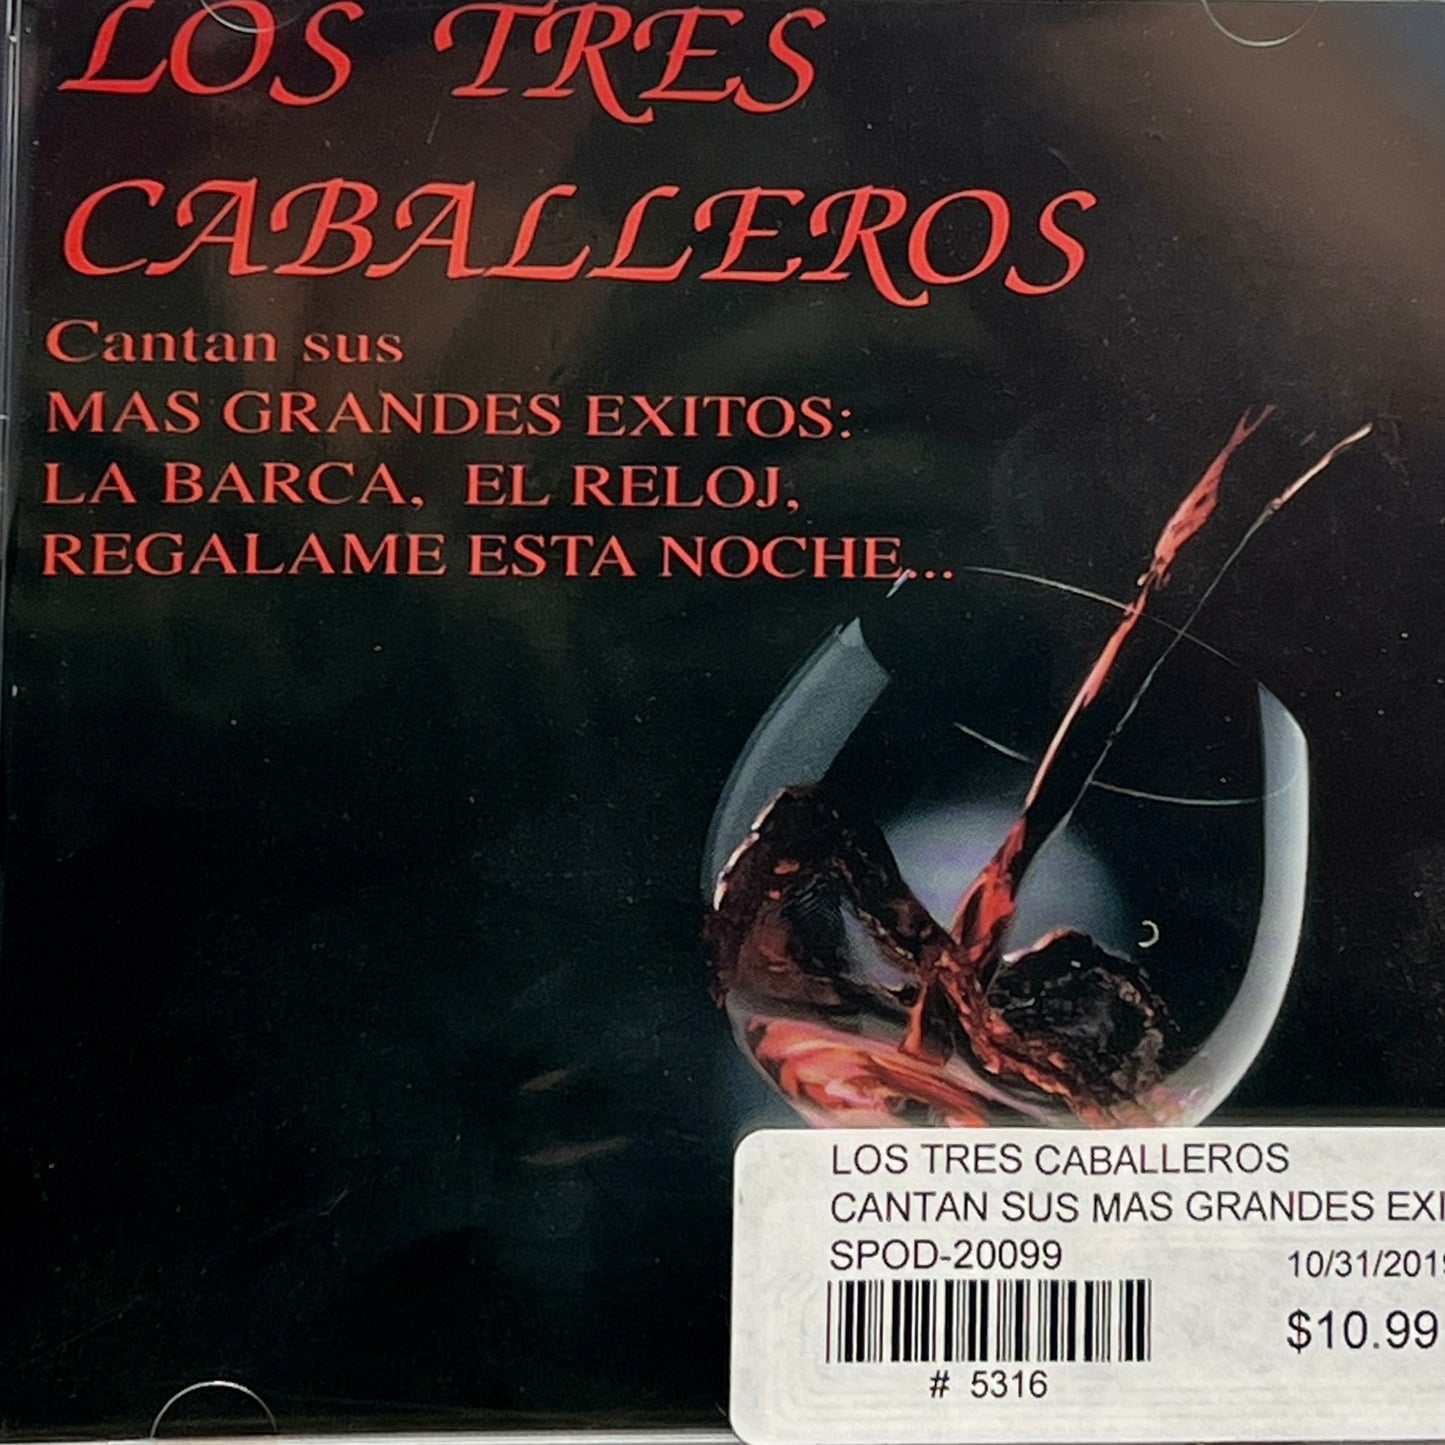 LOS TRES
CABALLEROS
Cantan sus
MAS GRANDES EXITOS:
LA BARCA, EL RELOJ,
REGALAME ESTA NOCHE...
LOS TRES CABALLEROS
CANTAN SUS MAS GRANDES EXI
SPOD-20099
10/31/2019
$10.99
# 5316